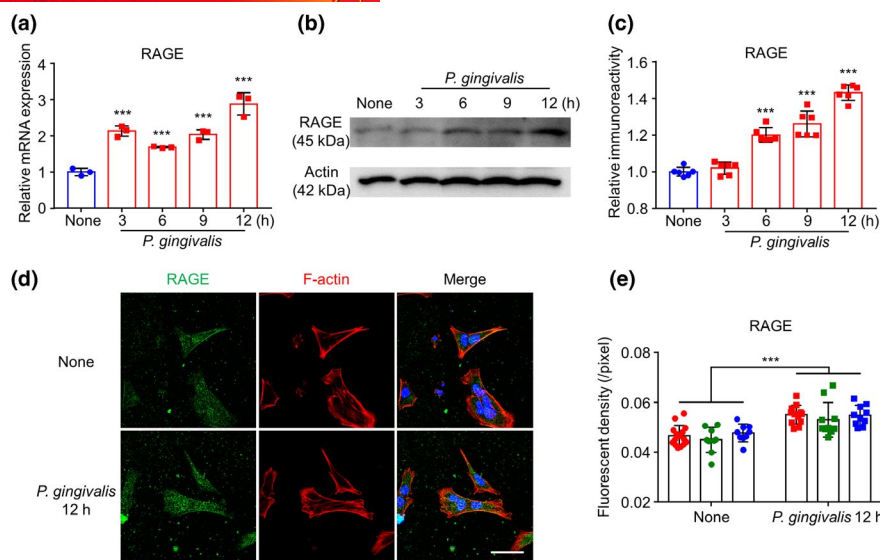 (a)
RAGE
Relative mRNA expression
4
3
2
1
0
***
***
***
***
None
3
6
9
12 (h)
P. gingivalis
(b)
P. gingivalis
None 3 6 9 12 (h)
RAGE
(45 kDa)
Actin
(42 kDa)
(c)
RAGE
Relative immunoreactivity
1.6
1.4
1.2
1.0
0.8
***
***
***
None
3
6
9
12 (h)
P. gingivalis
(d)
RAGE F-actin Merge
None
P. gingivalis
12 h
(e)
RAGE
Fluorescent density (/pixel)
0.08
0.06
0.04
0.02
***
None
P. gingivalis 12 h